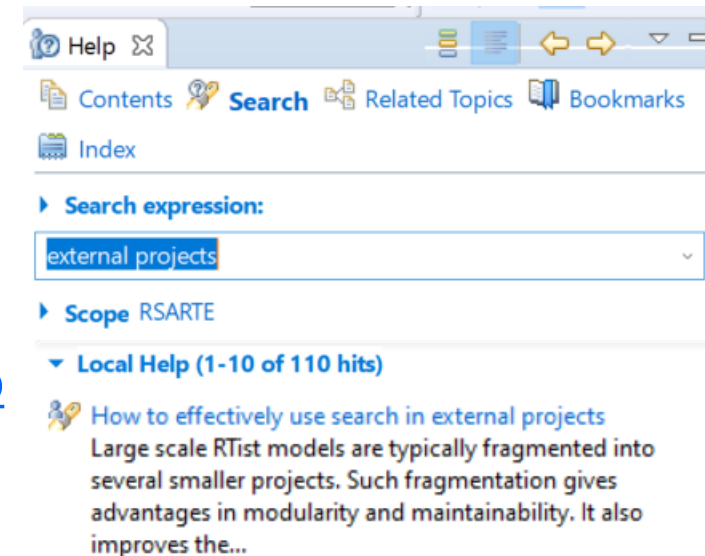 Help
Contents Search Related Topics Bookmarks
Index
Search expression:
external projects
Scope RSARTE
Local Help (1-10 of 110 hits)
How to effectively use search in external projects
Large scale RTist models are typically fragmented into
several smaller projects. Such fragmentation gives
advantages in modularity and maintainability. It also
improves the...